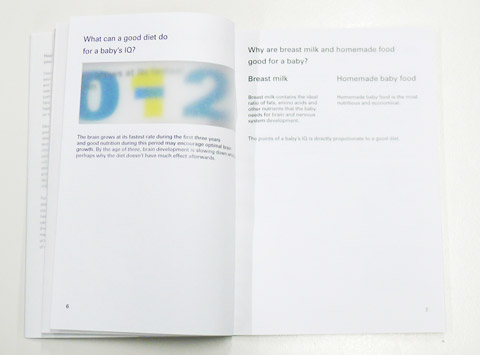 What can a good diet do
for a baby's IQ?
0 2
The brain grows at its fastest rate during the first three years
and good nutrition during this period may encourage optimal brain
growth. By the age of three, brain development is slowing down and
perhaps why the diet doesn't have much effect afterwards.
6
Why are breast milk and homemade food
good for a baby?
Breast milk
Homemade baby food
Breast milk contains the ideal
ratio of fats, amino acids and
other nutrients that the baby
needs for brain and nervous
system development.
Homemade baby food is the most
nutritious and economical.
The points of a baby's IQ is directly proportionate to a good diet.
7